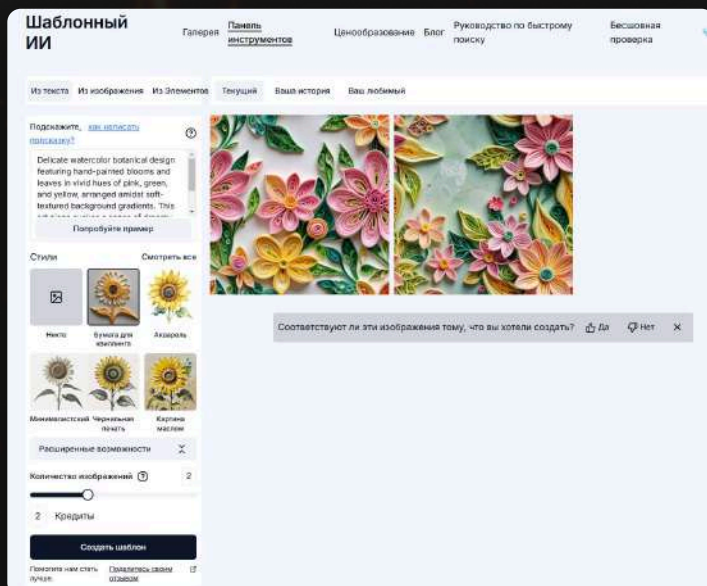 Шаблонный
ИИ
Галерея
Панель
инструментов
Ценообразование
Блог
Руководство по быстрому
поиску
Бесшовная
проверка
Из текста
Из изображения
Из Элементов
Текущий
Ваша история
Ваш любимый
Подскажите, как написать
подсказку?
Delicate watercolor botanical design
featuring hand-painted blooms and
leaves in vivid hues of pink, green,
and yellow, arranged amidst soft-
textured background gradients. This
Попробуйте пример
Стили
Смотреть все
Никто
бумага для
квиллинга
Акварель
Минималистский
Чернильная
печать
Картина
маслом
Расширенные возможности
Количество изображений
2
2 Кредиты
Создать шаблон
Помогите нам стать
лучше.
Поделитесь своим
отзывом
Соответствуют ли эти изображения тому, что вы хотели создать?
Да
Нет